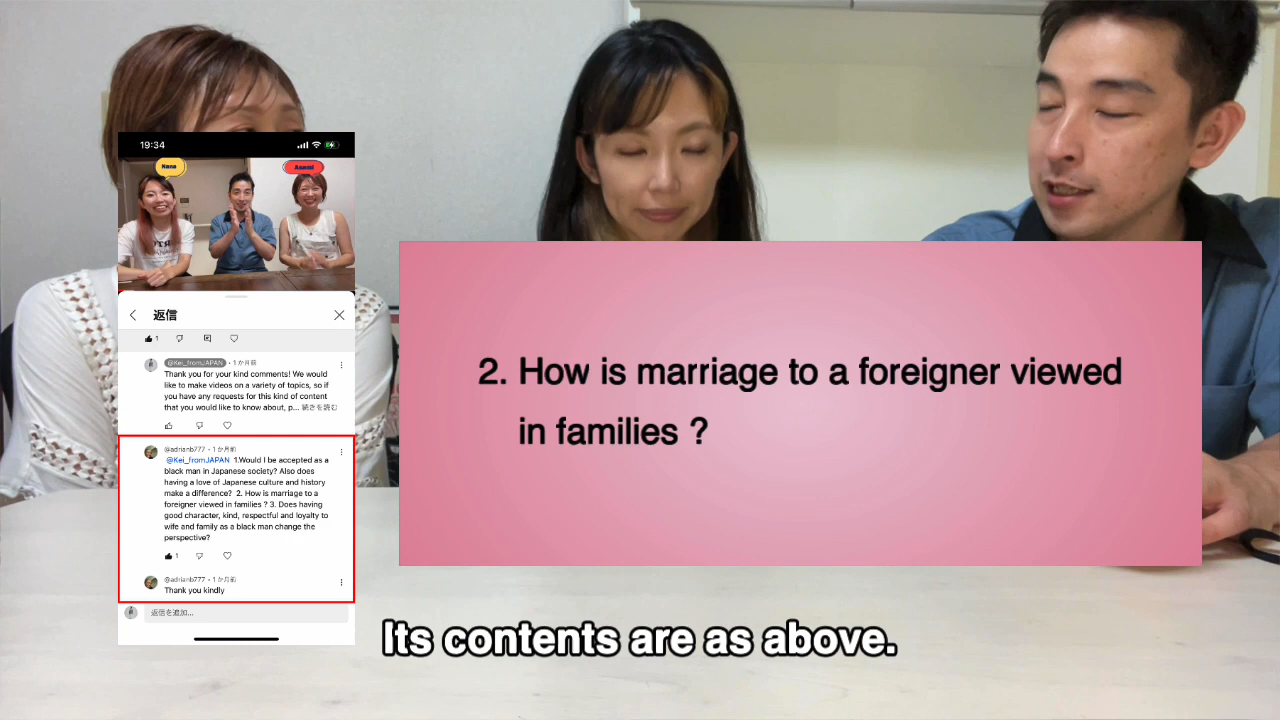 19:34
Nana
Asami
返信
1
@Kei_fromJAPAN • 1 か月前
Thank you for your kind comments! We would
like to make videos on a variety of topics, so if
you have any requests for this kind of content
that you would like to know about, p... 続きを読む
@adrianb777 • 1 か月前
@Kei_fromJAPAN 1.Would I be accepted as a
black man in Japanese society? Also does
having a love of Japanese culture and history
make a difference? 2. How is marriage to a
foreigner viewed in families ? 3. Does having
good character, kind, respectful and loyalty to
wife and family as a black man change the
perspective?
1
@adrianb777 • 1 か月前
Thank you kindly
返信を追加...
2. How is marriage to a foreigner viewed
in families ?
Its contents are as above.